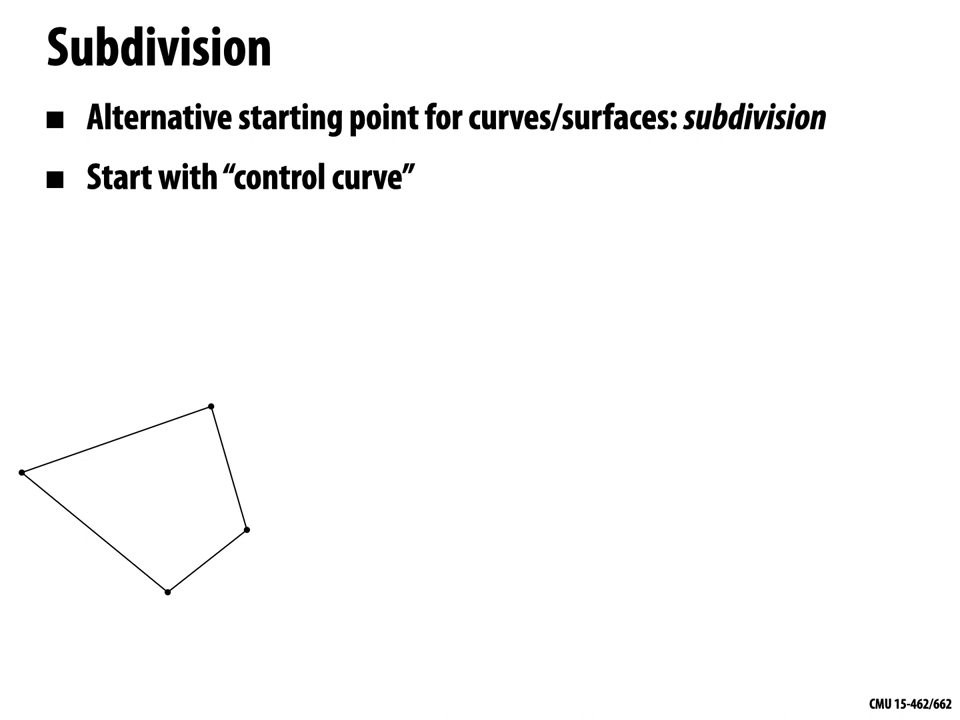 Subdivision
■ Alternative starting point for curves/surfaces: subdivision
■ Start with “control curve”
CMU 15-462/662